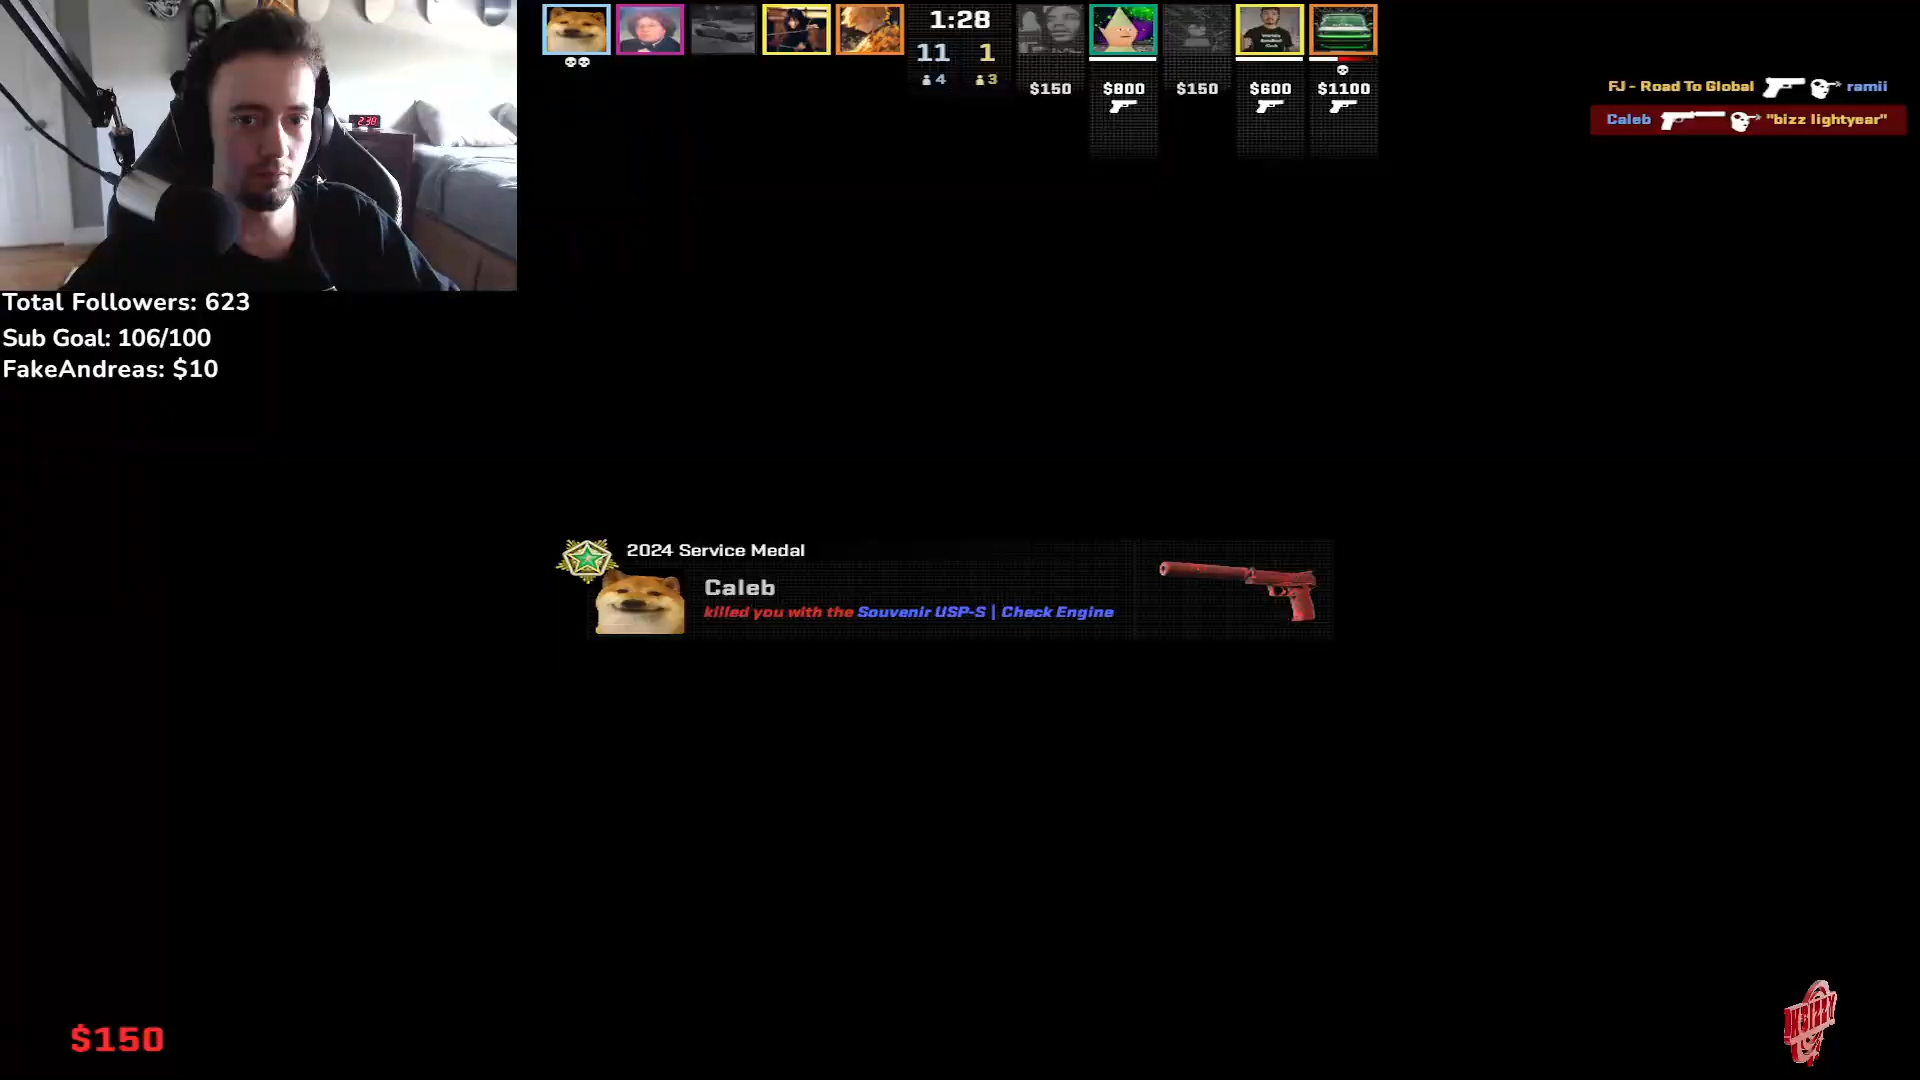 238
1:28
11 1
4 3
$150 $800 $150 $600 $1100
FJ - Road To Global ramii
Caleb "bizz lightyear"
Total Followers: 623
Sub Goal: 106/100
FakeAndreas: $10
2024 Service Medal
Caleb
killed you with the Souvenir USP-S | Check Engine
$150